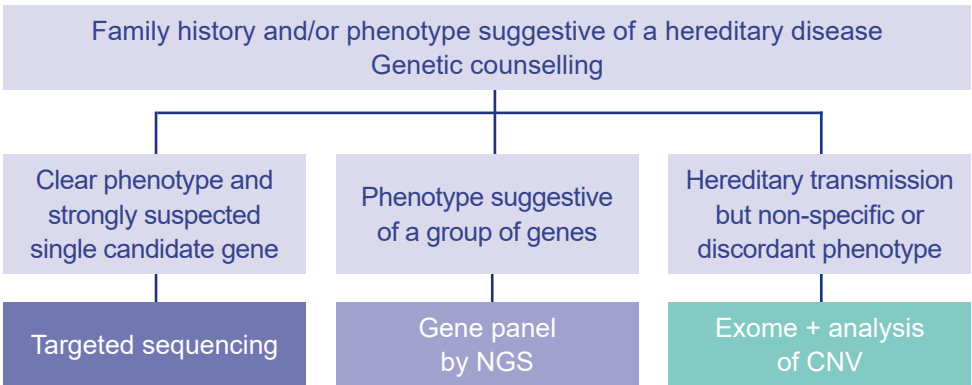 Family history and/or phenotype suggestive of a hereditary disease
Genetic counselling
Clear phenotype and
strongly suspected
single candidate gene
Phenotype suggestive
of a group of genes
Hereditary transmission
but non-specific or
discordant phenotype
Targeted sequencing
Gene panel
by NGS
Exome + analysis
of CNV